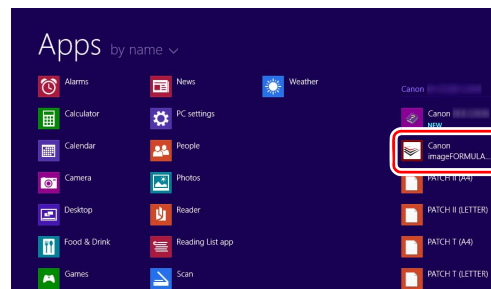 Apps by name
Alarms
Calculator
Calendar
Camera
Desktop
Food & Drink
Games
News
PC settings
People
Photos
Reader
Reading List app
Scan
Weather
Canon
Canon
NEW
Canon
imageFORMULA...
PATCH II (A4)
PATCH II (LETTER)
PATCH T (A4)
PATCH T (LETTER)